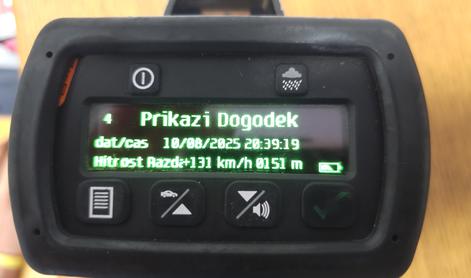 4 Prikazi Dogodek
dat/cas 10/08/2025 20:39:19
Hitrost Razd:+131 km/h 0151 m